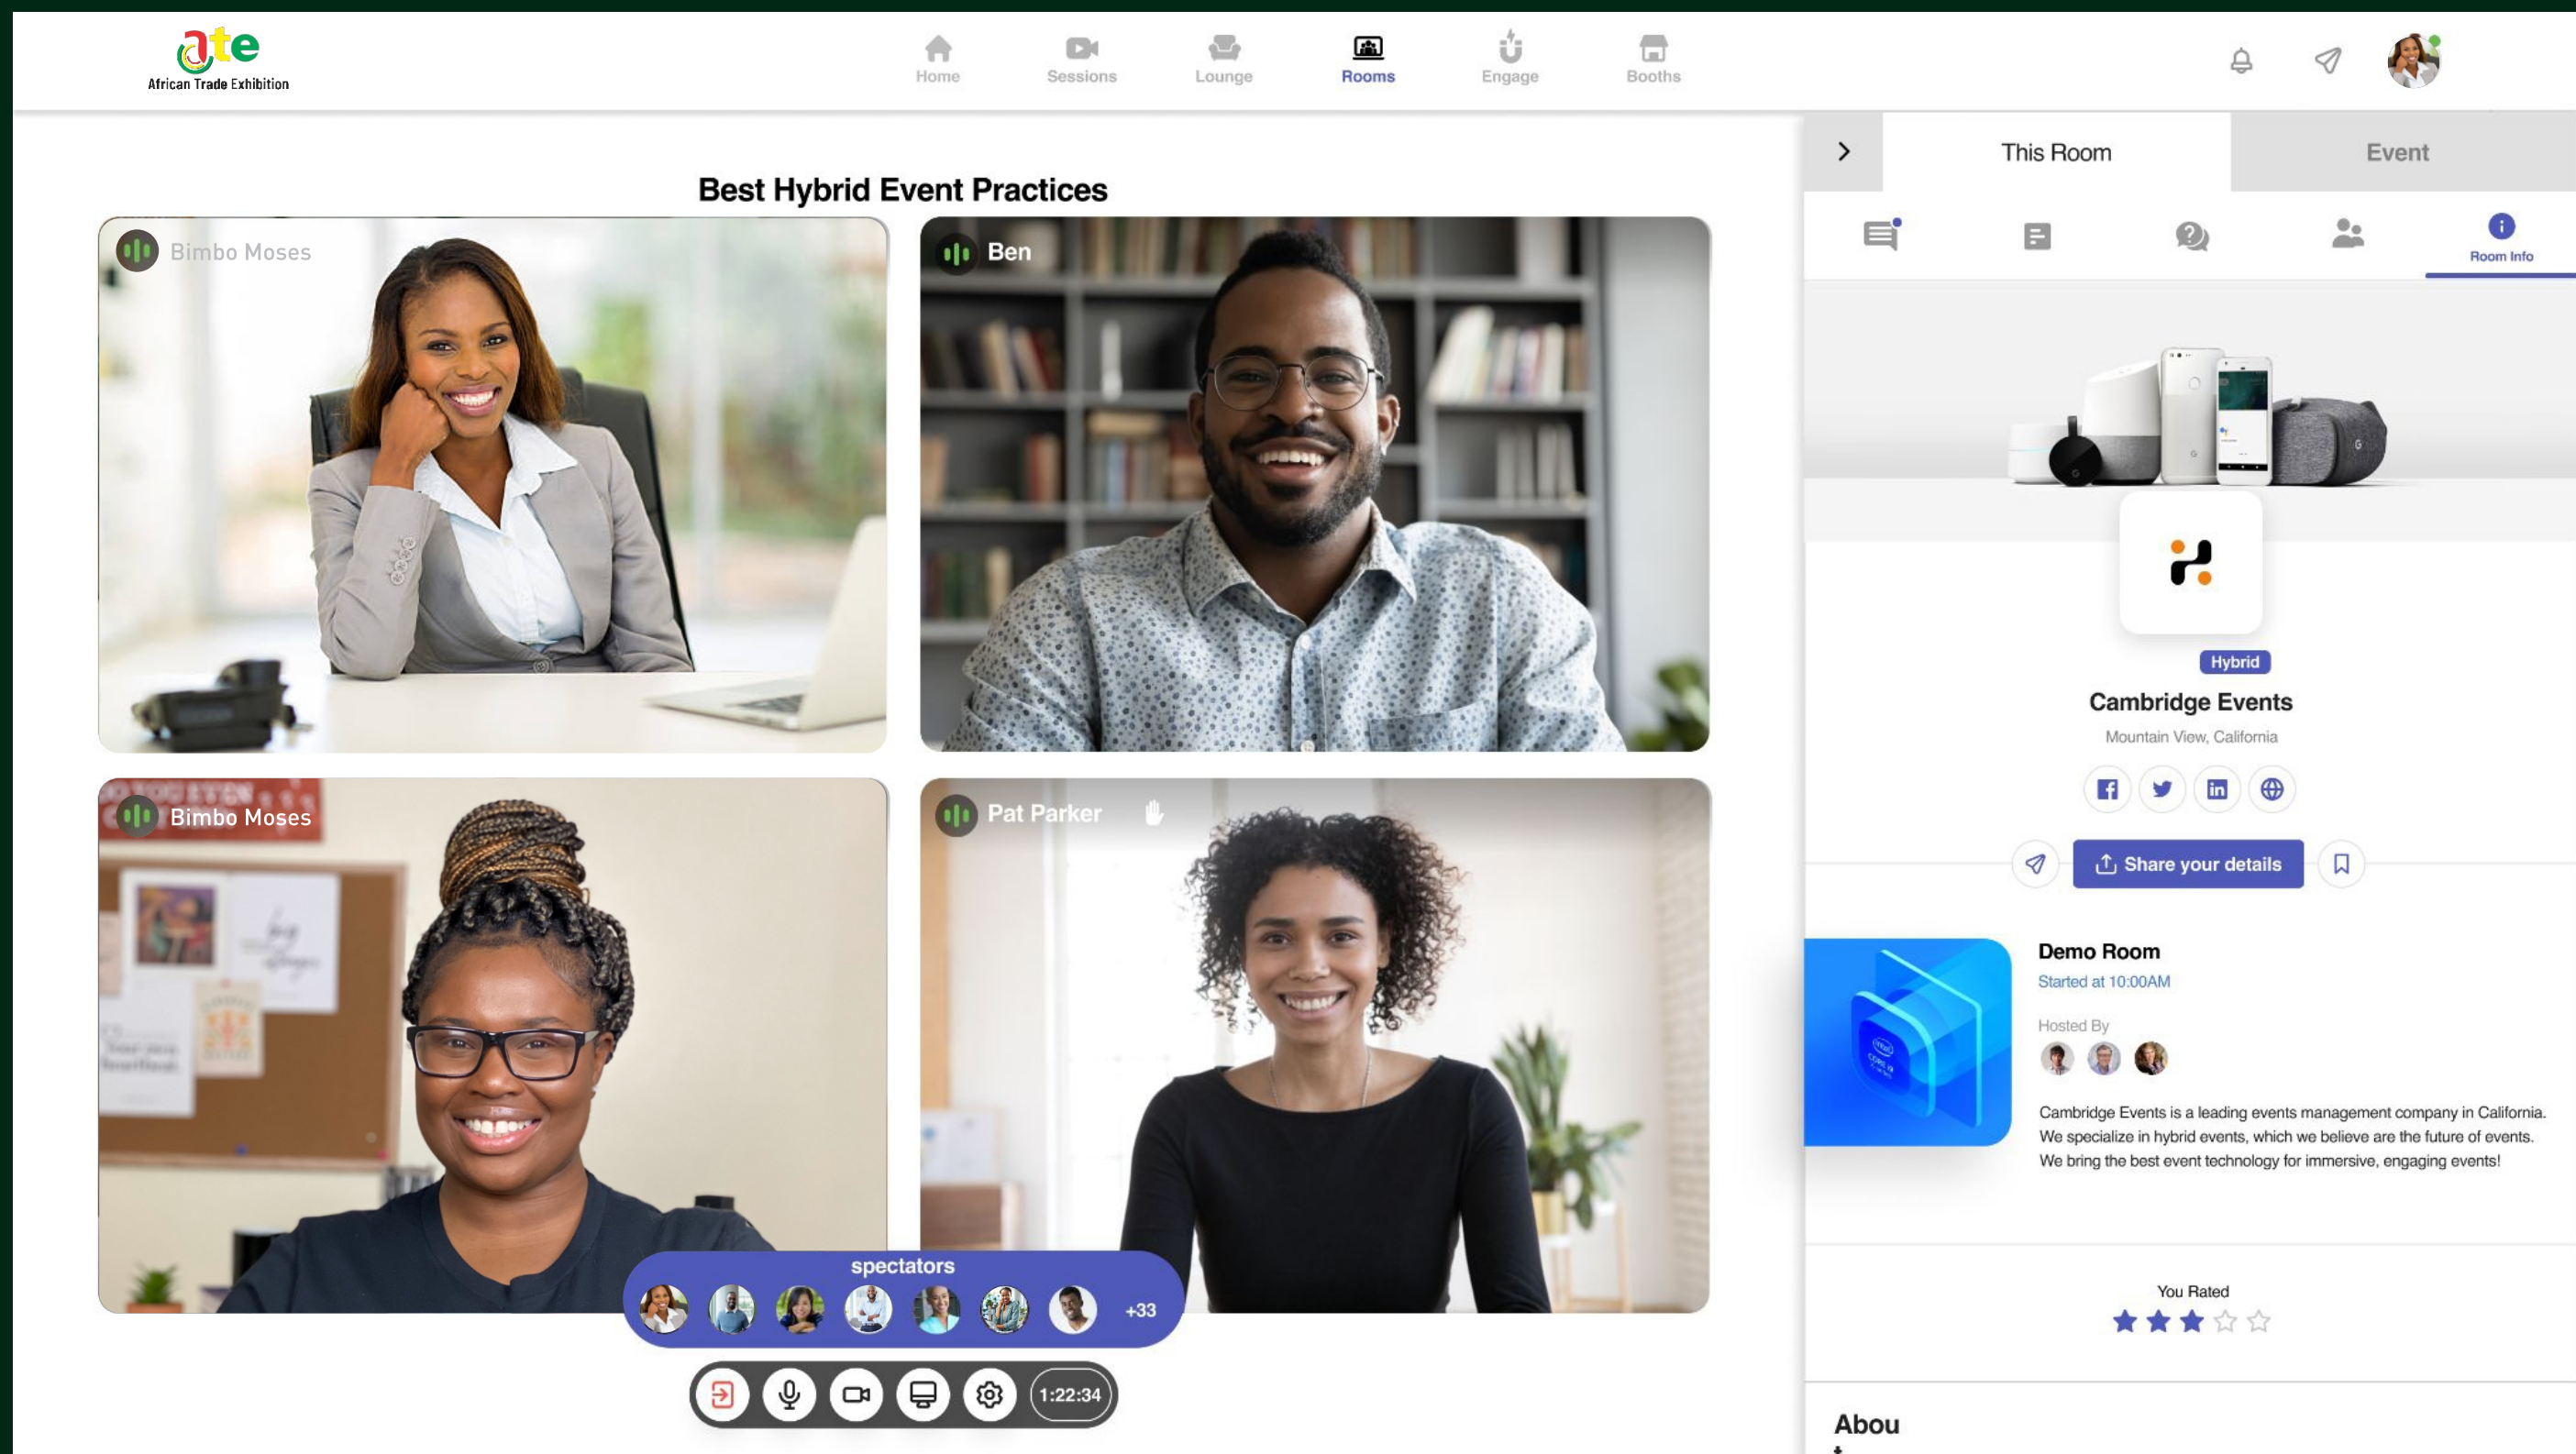 ate
African Trade Exhibition
Home
Sessions
Lounge
Rooms
Engage
Booths
Best Hybrid Event Practices
Bimbo Moses
Ben
Bimbo Moses
Pat Parker
spectators
+33
1:22:34
This Room
Event
Room Info
G
G
G
Hybrid
Cambridge Events
Mountain View, California
Share your details
Demo Room
Started at 10:00AM
Hosted By
intel
CORE i9
Cambridge Events is a leading events management company in California.
We specialize in hybrid events, which we believe are the future of events.
We bring the best event technology for immersive, engaging events!
You Rated
Abou
t